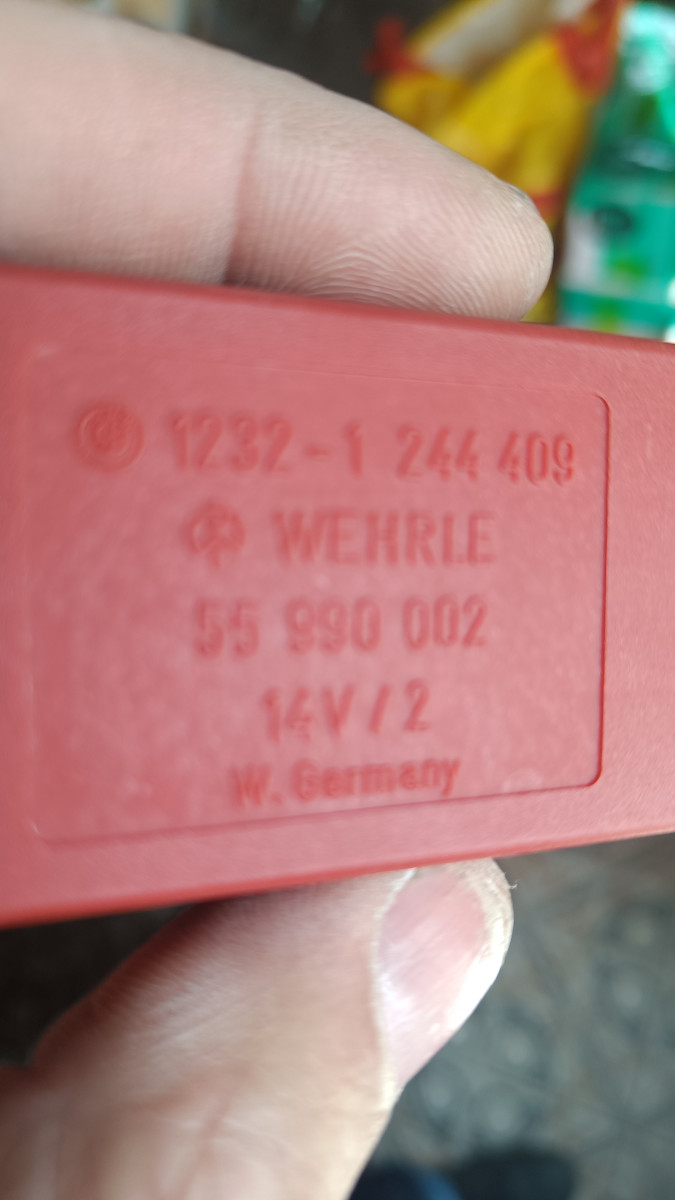 1232-1 244 409
WEHRLE
55 990 002
14V / 2
W. Germany